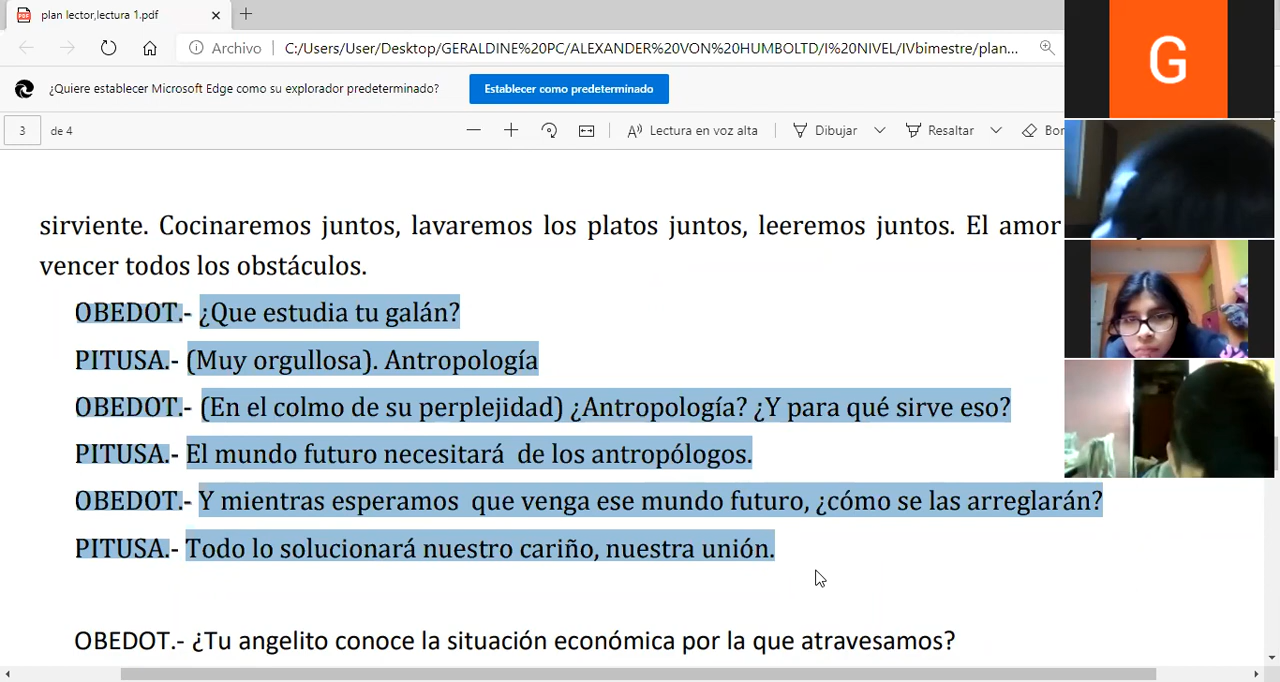 plan lector,lectura 1.pdf
Archivo
C:/Users/User/Desktop/GERALDINE%20PC/ALEXANDER%20VON%20HUMBOLTD/I%20NIVEL/IVbimestre/plan...
¿Quiere establecer Microsoft Edge como su explorador predeterminado?
Establecer como predeterminado
3 de 4
Lectura en voz alta
Dibujar
Resaltar
G
sirviente. Cocinaremos juntos, lavaremos los platos juntos, leeremos juntos. El amor
vencer todos los obstáculos.
OBEDOT.- ¿Que estudia tu galán?
PITUSA.- (Muy orgullosa). Antropología
OBEDOT.- (En el colmo de su perplejidad) ¿Antropología? ¿Y para qué sirve eso?
PITUSA.- El mundo futuro necesitará de los antropólogos.
OBEDOT.- Y mientras esperamos que venga ese mundo futuro, ¿cómo se las arreglarán?
PITUSA.- Todo lo solucionará nuestro cariño, nuestra unión.
OBEDOT.- ¿Tu angelito conoce la situación económica por la que atravesamos?